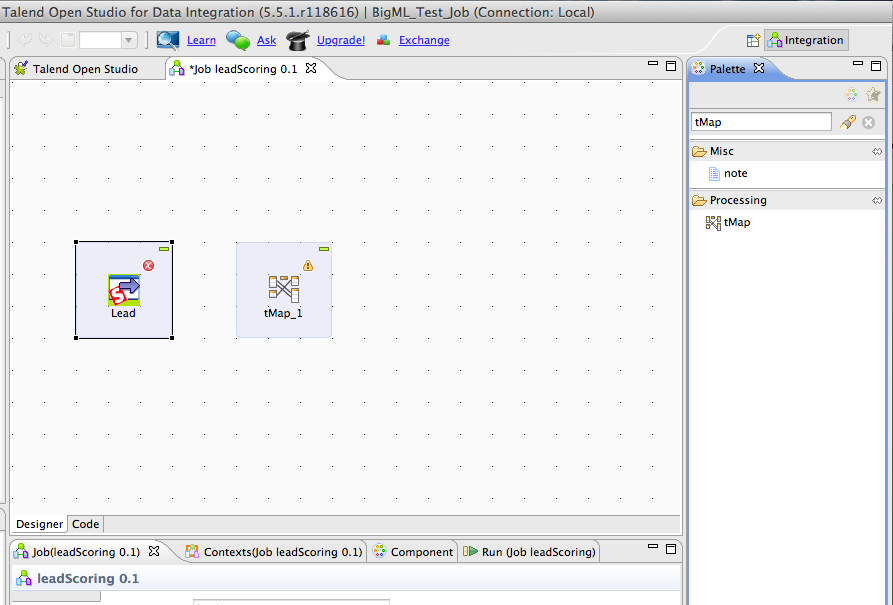 Talend Open Studio for Data Integration (5.5.1.r118616) | BigML_Test_Job (Connection: Local)
Learn Ask Upgrade! Exchange Integration
Talend Open Studio *Job leadScoring 0.1 Palette
tMap
Misc
note
Processing
tMap
Lead tMap_1
Designer Code
Job(leadScoring 0.1) Contexts(Job leadScoring 0.1) Component Run (Job leadScoring)
leadScoring 0.1